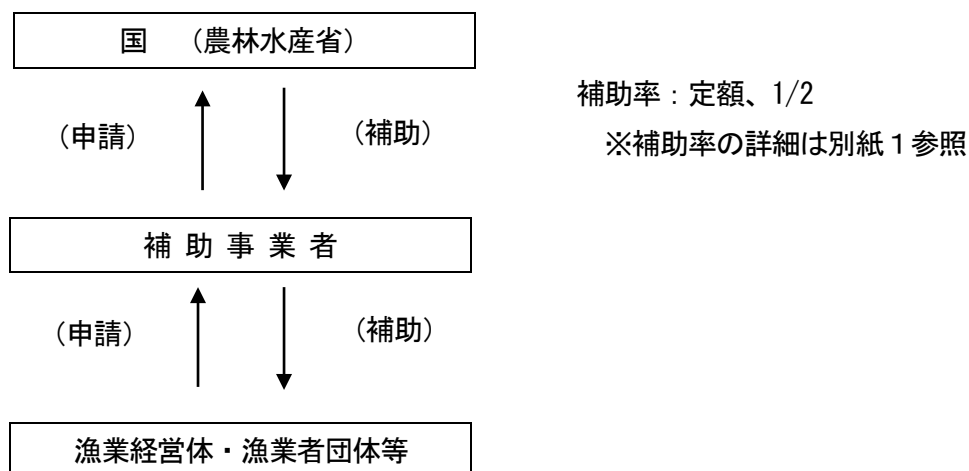 国　（農林水産省）
補助率：定額、1/2
（申請）
（補助）
※補助率の詳細は別紙１参照
補 助 事 業 者
（申請）
（補助）
漁業経営体・漁業者団体等